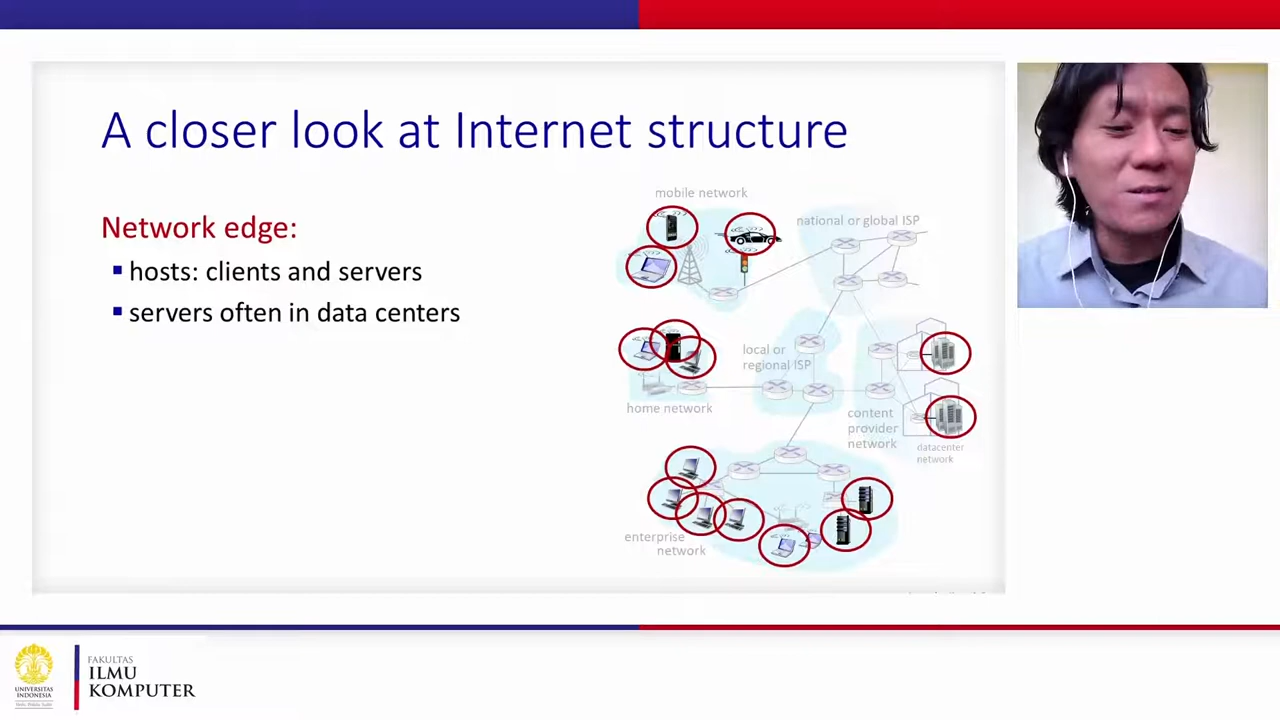 A closer look at Internet structure
Network edge:
hosts: clients and servers
servers often in data centers
mobile network
national or global ISP
local or
regional ISP
home network
content
provider
network
datacenter
network
enterprise
network
UNIVERSITAS
INDONESIA
FAKULTAS
ILMU
KOMPUTER